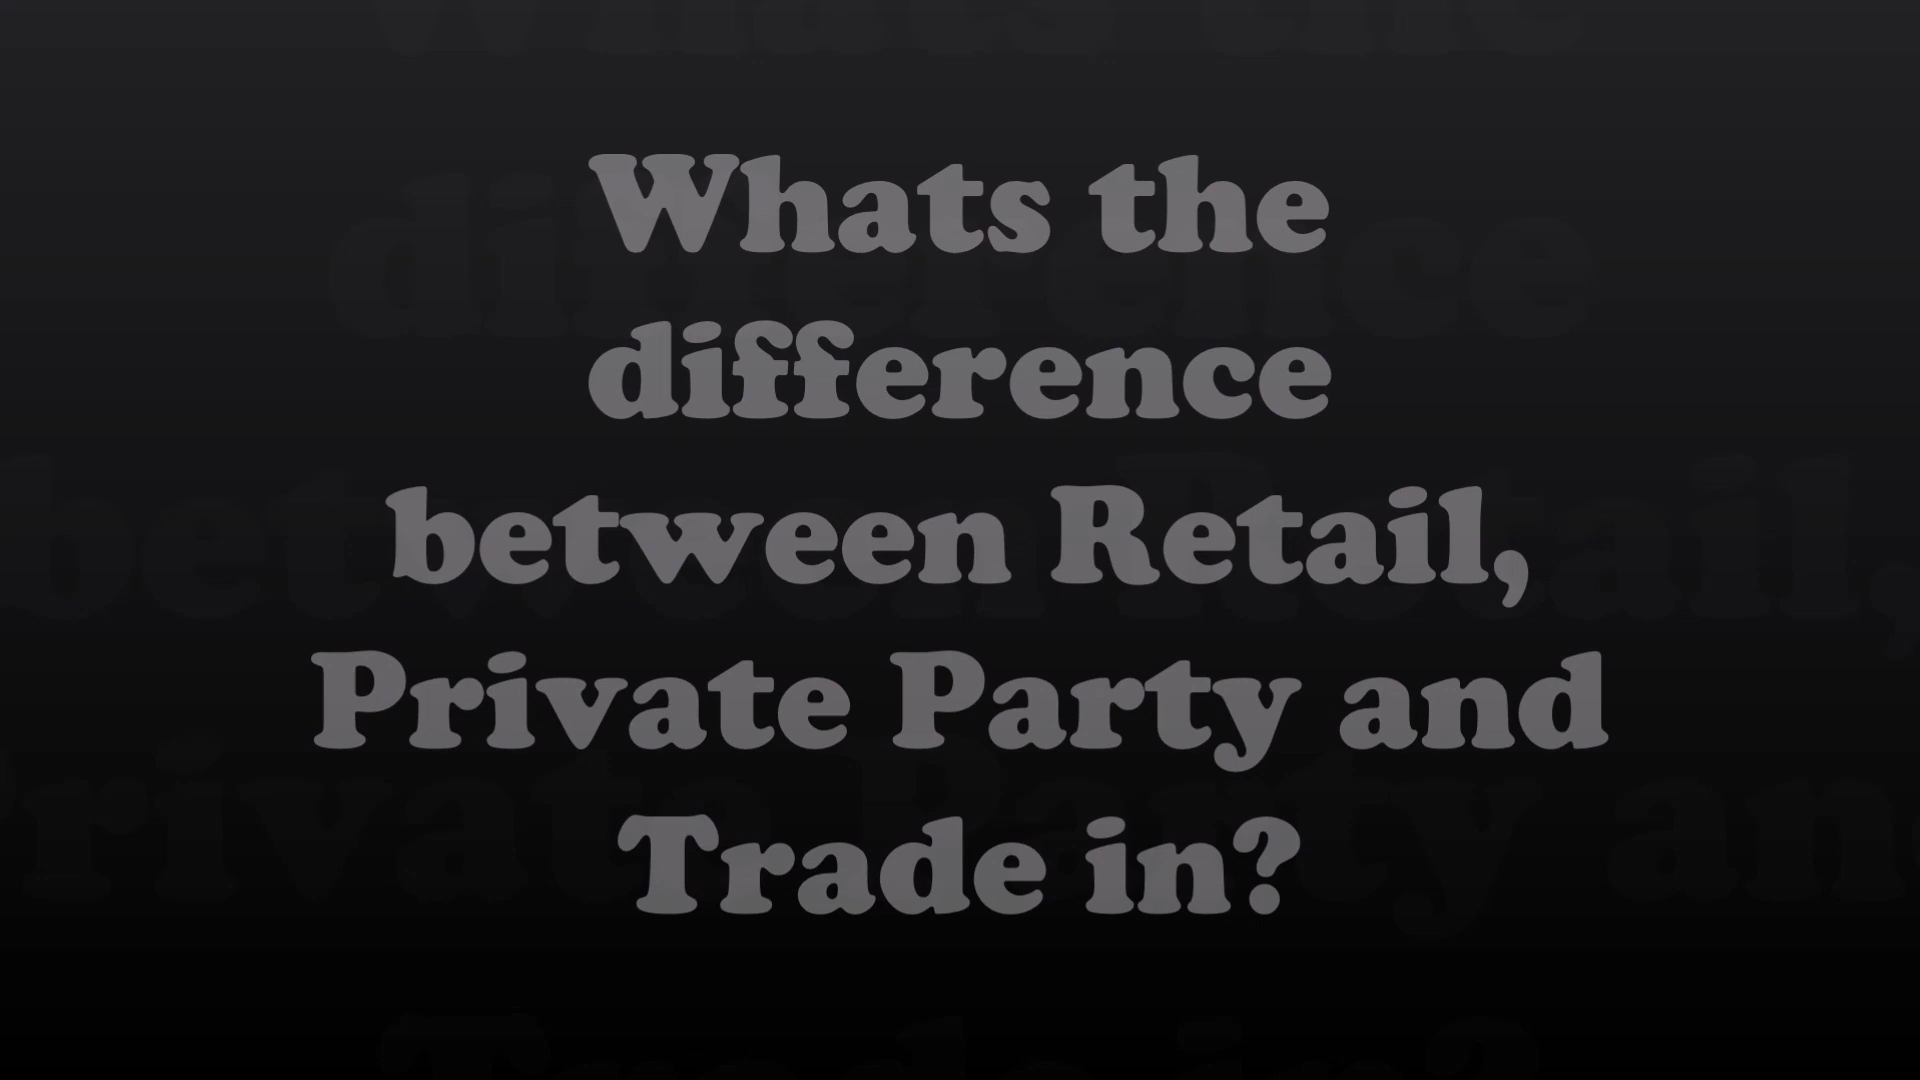 Whats the
difference
between Retail,
Private Party and
Trade in?